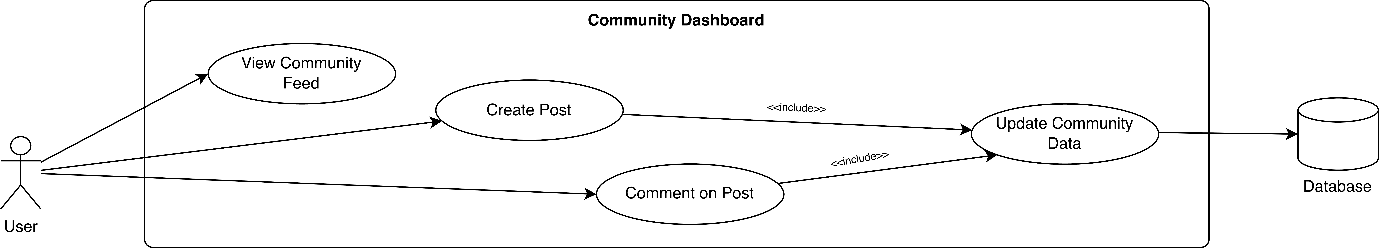 Community Dashboard
View Community
Feed
Create Post
<<include>>
Update Community
Data
<<include>>
Comment on Post
Database
User